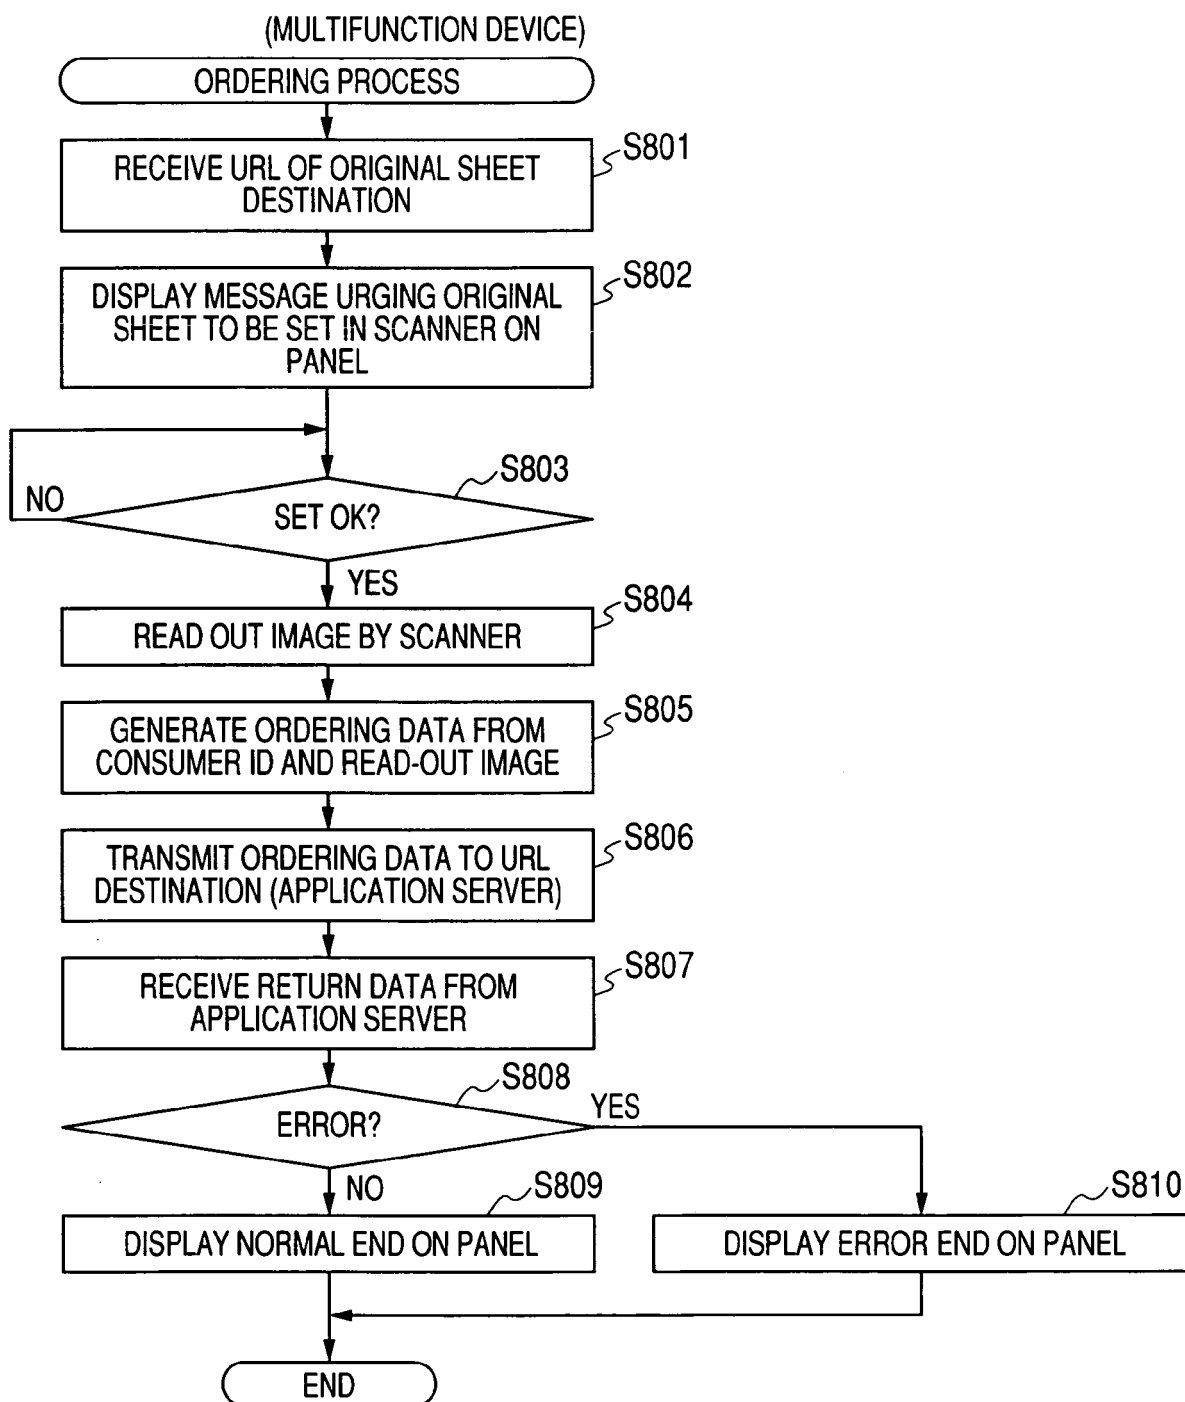 (MULTIFUNCTION DEVICE)
ORDERING PROCESS
S801
RECEIVE URL OF ORIGINAL SHEET
DESTINATION
S802
DISPLAY MESSAGE URGING ORIGINAL
SHEET TO BE SET IN SCANNER ON
PANEL
S803
NO
SET OK?
YES
S804
READ OUT IMAGE BY SCANNER
S805
GENERATE ORDERING DATA FROM
CONSUMER ID AND READ-OUT IMAGE
S806
TRANSMIT ORDERING DATA TO URL
DESTINATION (APPLICATION SERVER)
S807
RECEIVE RETURN DATA FROM
APPLICATION SERVER
S808
YES
ERROR?
NO
S809
S810
DISPLAY NORMAL END ON PANEL
DISPLAY ERROR END ON PANEL
END